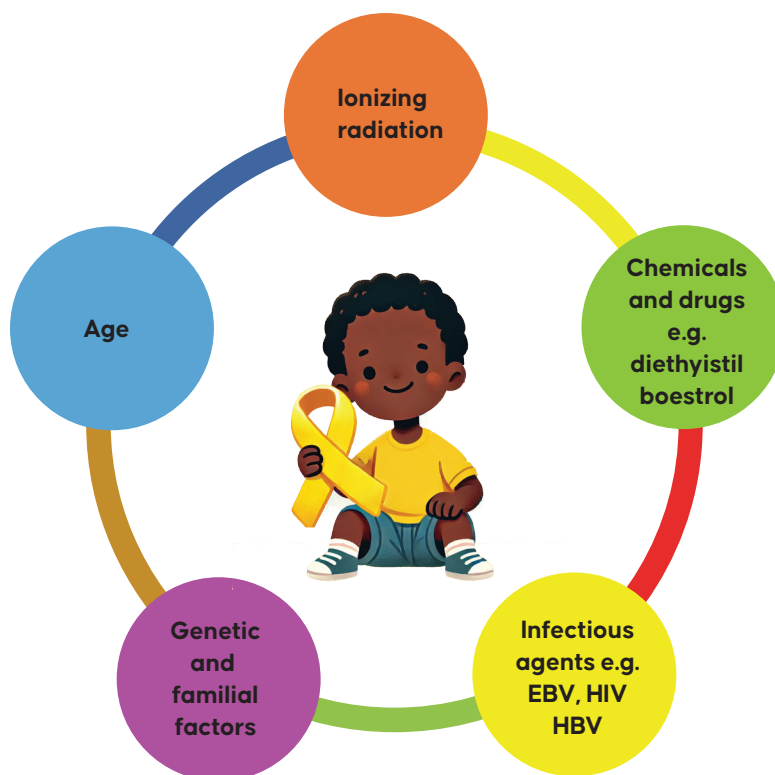 Ionizing
radiation
Chemicals
and drugs
e.g.
diethyistil
boestrol
Infectious
agents e.g.
EBV, HIV
HBV
Genetic
and
familial
factors
Age